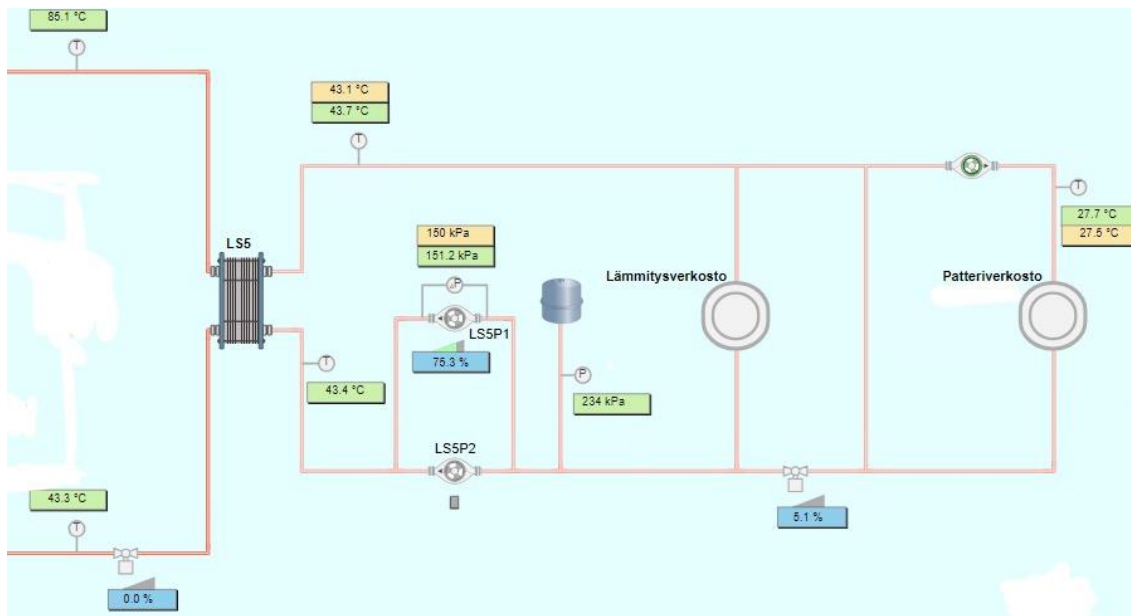 85.1 °C
T
43.1 °C
43.7 °C
T
T
27.7 °C
27.5 °C
LS5
150 kPa
151.2 kPa
ΔP
LS5P1
75.3 %
Lämmitysverkosto
Patteriverkosto
T
43.4 °C
P
234 kPa
LS5P2
43.3 °C
T
5.1 %
0.0 %